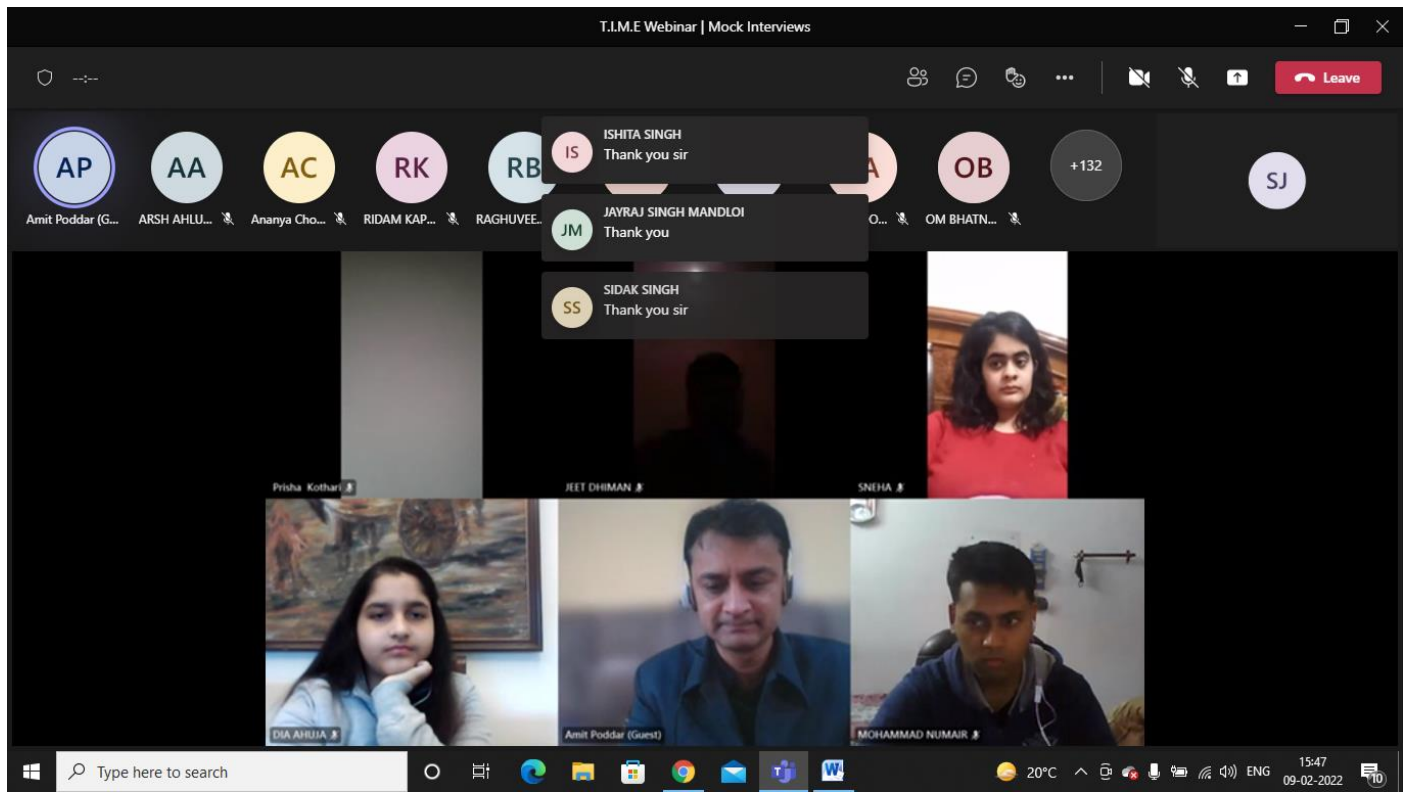 T.I.M.E Webinar | Mock Interviews
--:--
Leave
AP
AA
AC
RK
RB
A
OB
+132
SJ
Amit Poddar (G...
ARSH AHLU...
Ananya Cho...
RIDAM KAP...
RAGHUVEE...
O...
OM BHATN...
IS
ISHITA SINGH
Thank you sir
JM
JAYRAJ SINGH MANDLOI
Thank you
SS
SIDAK SINGH
Thank you sir
Prisha Kothari
JEET DHIMAN
SNEHA
DIA AHUJA
Amit Poddar (Guest)
MOHAMMAD NUMAIR
Type here to search
20°C
ENG
15:47
09-02-2022
10